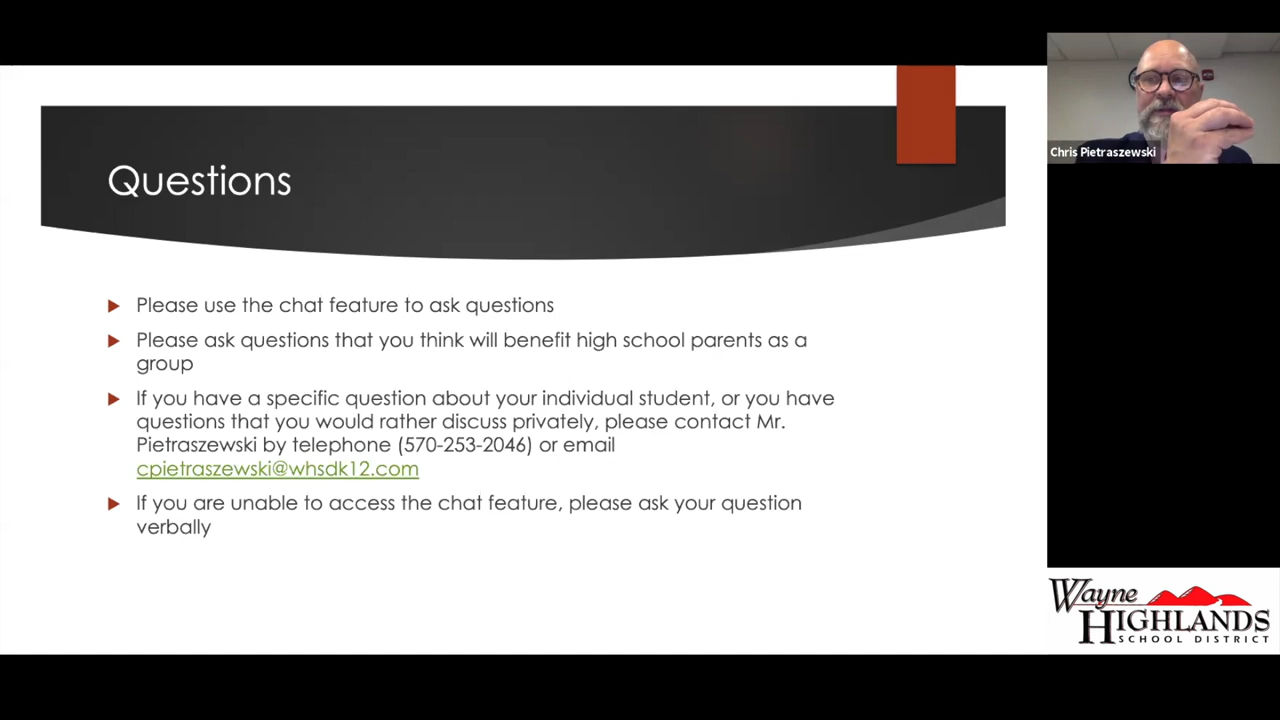 Questions
Please use the chat feature to ask questions
Please ask questions that you think will benefit high school parents as a
group
If you have a specific question about your individual student, or you have
questions that you would rather discuss privately, please contact Mr.
Pietraszewski by telephone (570-253-2046) or email
cpietraszewski@whsdk12.com
If you are unable to access the chat feature, please ask your question
verbally
Chris Pietraszewski
Wayne
HIGHLANDS
SCHOOL DISTRICT